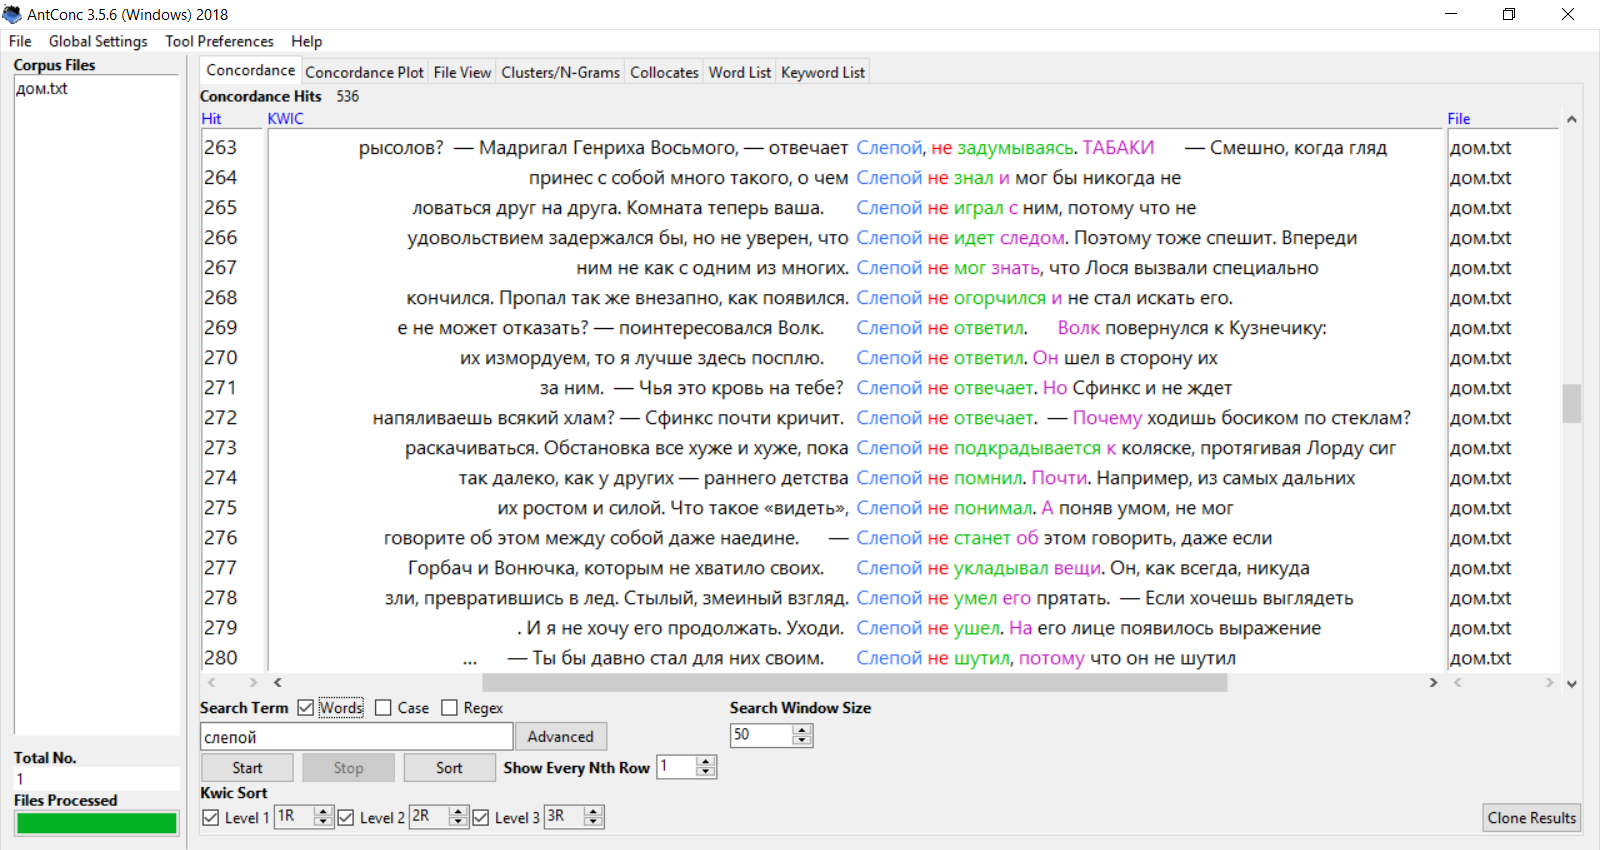 AntConc 3.5.6 (Windows) 2018
File Global Settings Tool Preferences Help
Corpus Files
дом.txt
Concordance Concordance Plot File View Clusters/N-Grams Collocates Word List Keyword List
Concordance Hits 536
Hit KWIC File
263 рысолов? — Мадригал Генриха Восьмого, — отвечает Слепой, не задумываясь. ТАБАКИ — Смешно, когда гляд дом.txt
264 принес с собой много такого, о чем Слепой не знал и мог бы никогда не дом.txt
265 ловаться друг на друга. Комната теперь ваша. Слепой не играл с ним, потому что не дом.txt
266 удовольствием задержался бы, но не уверен, что Слепой не идет следом. Поэтому тоже спешит. Впереди дом.txt
267 ним не как с одним из многих. Слепой не мог знать, что Лося вызвали специально дом.txt
268 кончился. Пропал так же внезапно, как появился. Слепой не огорчился и не стал искать его. дом.txt
269 е не может отказать? — поинтересовался Волк. Слепой не ответил. Волк повернулся к Кузнечику: дом.txt
270 их измордуем, то я лучше здесь посплю. Слепой не ответил. Он шел в сторону их дом.txt
271 за ним. — Чья это кровь на тебе? Слепой не отвечает. Но Сфинкс и не ждет дом.txt
272 напяливаешь всякий хлам? — Сфинкс почти кричит. Слепой не отвечает. — Почему ходишь босиком по стеклам? дом.txt
273 раскачиваться. Обстановка все хуже и хуже, пока Слепой не подкрадывается к коляске, протягивая Лорду сиг дом.txt
274 так далеко, как у других — раннего детства Слепой не помнил. Почти. Например, из самых дальних дом.txt
275 их ростом и силой. Что такое «видеть», Слепой не понимал. А поняв умом, не мог дом.txt
276 говорите об этом между собой даже наедине. — Слепой не станет об этом говорить, даже если дом.txt
277 Горбач и Вонючка, которым не хватило своих. Слепой не укладывал вещи. Он, как всегда, никуда дом.txt
278 зли, превратившись в лед. Стылый, змеиный взгляд. Слепой не умел его прятать. — Если хочешь выглядеть дом.txt
279 . И я не хочу его продолжать. Уходи. Слепой не ушел. На его лице появилось выражение дом.txt
280 ... — Ты бы давно стал для них своим. Слепой не шутил, потому что он не шутил дом.txt
Search Term Words Case Regex Search Window Size
слепой Advanced 50
Total No.
1
Start Stop Sort Show Every Nth Row 1
Files Processed
Kwic Sort
Level 1 1R Level 2 2R Level 3 3R Clone Results